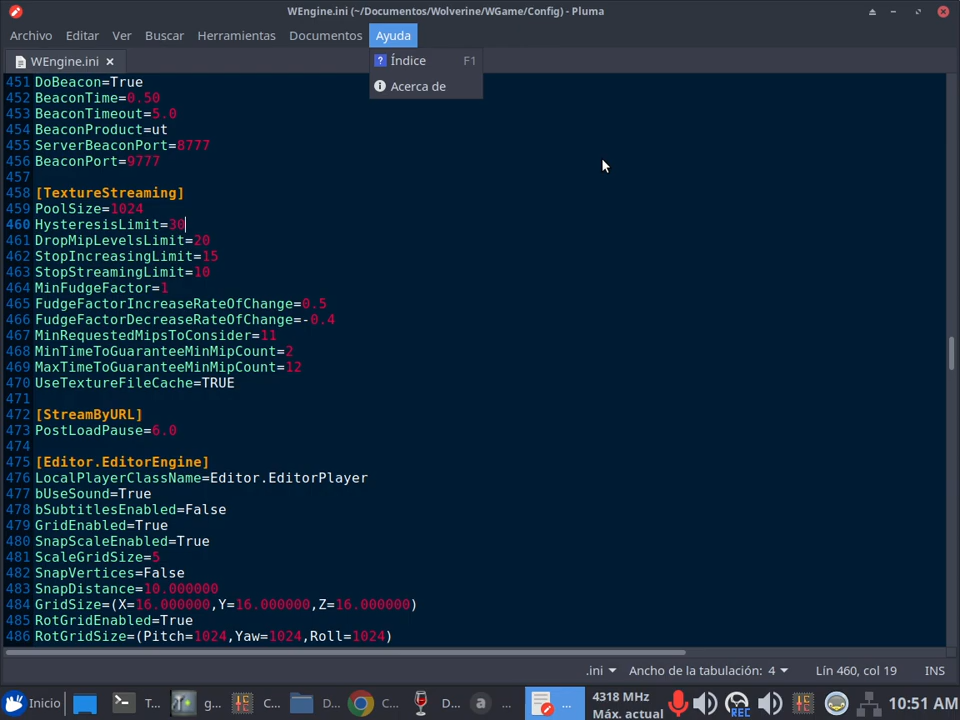 WEngine.ini (~/Documentos/Wolverine/WGame/Config) - Pluma
Archivo Editar Ver Buscar Herramientas Documentos Ayuda
WEngine.ini
Índice F1
Acerca de
451 DoBeacon=True
452 BeaconTime=0.50
453 BeaconTimeout=5.0
454 BeaconProduct=ut
455 ServerBeaconPort=8777
456 BeaconPort=9777
457
458 [TextureStreaming]
459 PoolSize=1024
460 HysteresisLimit=30
461 DropMipLevelsLimit=20
462 StopIncreasingLimit=15
463 StopStreamingLimit=10
464 MinFudgeFactor=1
465 FudgeFactorIncreaseRateOfChange=0.5
466 FudgeFactorDecreaseRateOfChange=-0.4
467 MinRequestedMipsToConsider=11
468 MinTimeToGuaranteeMinMipCount=2
469 MaxTimeToGuaranteeMinMipCount=12
470 UseTextureFileCache=TRUE
471
472 [StreamByURL]
473 PostLoadPause=6.0
474
475 [Editor.EditorEngine]
476 LocalPlayerClassName=Editor.EditorPlayer
477 bUseSound=True
478 bSubtitlesEnabled=False
479 GridEnabled=True
480 SnapScaleEnabled=True
481 ScaleGridSize=5
482 SnapVertices=False
483 SnapDistance=10.000000
484 GridSize=(X=16.000000,Y=16.000000,Z=16.000000)
485 RotGridEnabled=True
486 RotGridSize=(Pitch=1024,Yaw=1024,Roll=1024)
.ini Ancho de la tabulación: 4 Lín 460, col 19 INS
Inicio T... g... C... D... C... D... a ... ... 4318 MHz REC 10:51 AM
Máx. actual